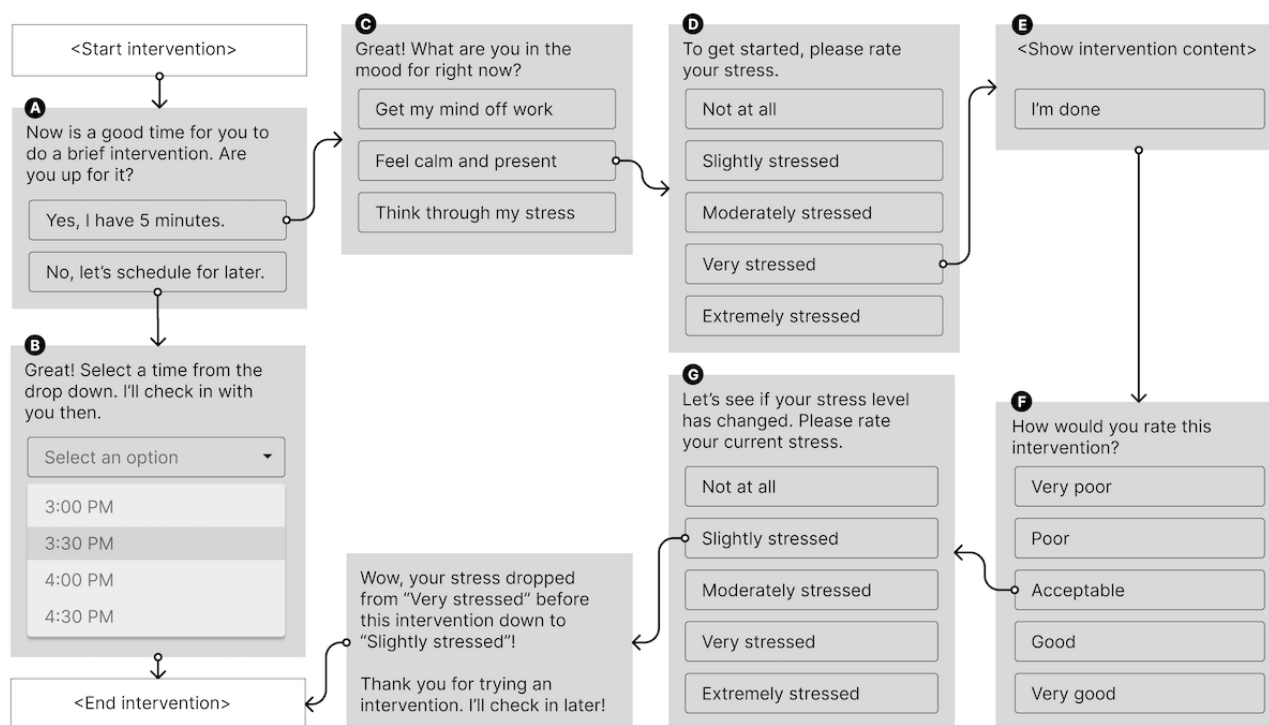 <Start intervention>
A
Now is a good time for you to
do a brief intervention. Are
you up for it?
Yes, I have 5 minutes.
No, let’s schedule for later.
B
Great! Select a time from the
drop down. I’ll check in with
you then.
Select an option
3:00 PM
3:30 PM
4:00 PM
4:30 PM
<End intervention>
C
Great! What are you in the
mood for right now?
Get my mind off work
Feel calm and present
Think through my stress
D
To get started, please rate
your stress.
Not at all
Slightly stressed
Moderately stressed
Very stressed
Extremely stressed
E
<Show intervention content>
I’m done
F
How would you rate this
intervention?
Very poor
Poor
Acceptable
Good
Very good
G
Let’s see if your stress level
has changed. Please rate
your current stress.
Not at all
Slightly stressed
Moderately stressed
Very stressed
Extremely stressed
Wow, your stress dropped
from “Very stressed” before
this intervention down to
“Slightly stressed”!
Thank you for trying an
intervention. I’ll check in later!